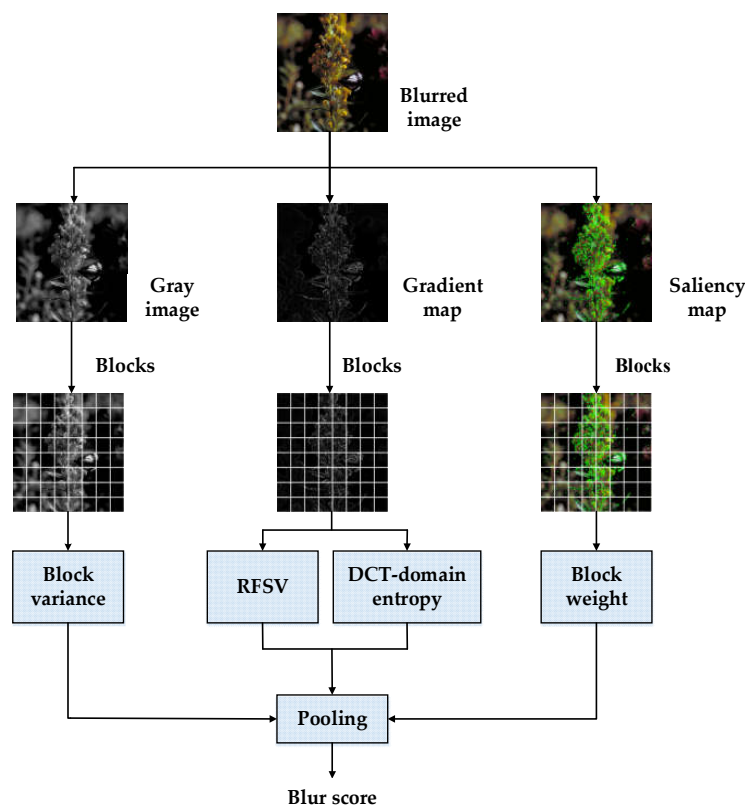 Blurred
image
Gray
image
Gradient
map
Saliency
map
Blocks
Blocks
Blocks
Block
variance
RFSV
DCT-domain
entropy
Block
weight
Pooling
Blur score